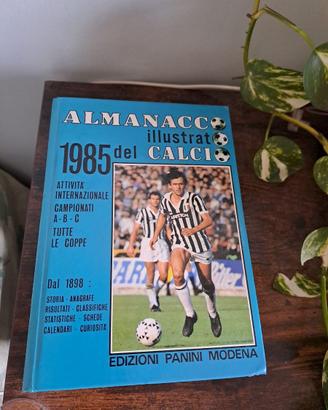 ALMANACCO
illustrato
1985 del CALCIO
ATTIVITA'
INTERNAZIONALE
CAMPIONATI
A - B - C
TUTTE
LE COPPE
Dal 1898 :
STORIA - ANAGRAFE
RISULTATI - CLASSIFICHE
STATISTICHE - SCHEDE
CALENDARI - CURIOSITÀ
EDIZIONI PANINI MODENA